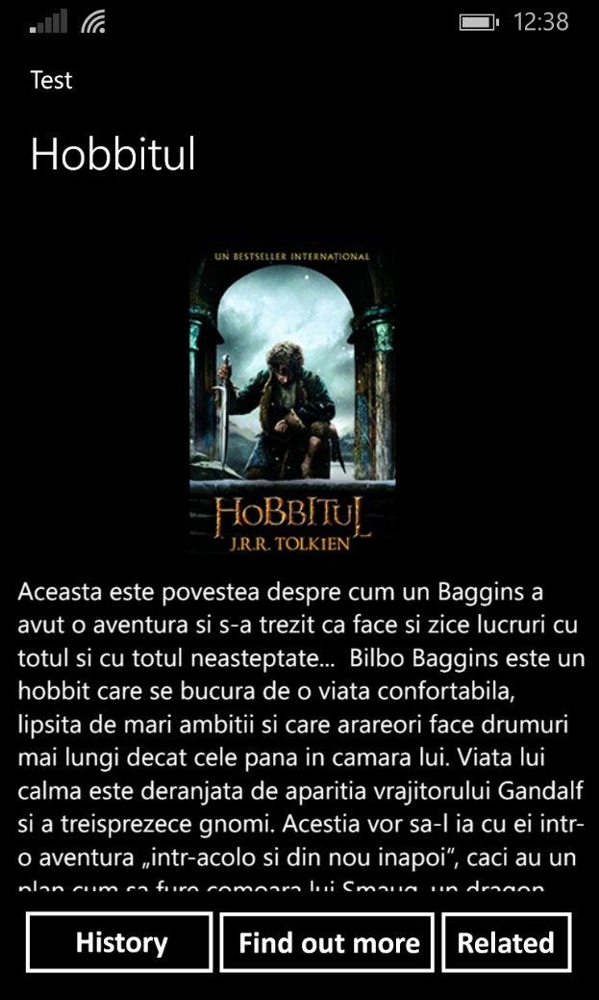 12:38
Test
Hobbitul
UN BESTSELLER INTERNAȚIONAL
HOBBITUL
J.R.R. TOLKIEN
Aceasta este povestea despre cum un Baggins a
avut o aventura si s-a trezit ca face si zice lucruri cu
totul si cu totul neasteptate... Bilbo Baggins este un
hobbit care se bucura de o viata confortabila,
lipsita de mari ambitii si care arareori face drumuri
mai lungi decat cele pana in camara lui. Viata lui
calma este deranjata de aparitia vrajitorului Gandalf
si a treisprezece gnomi. Acestia vor sa-l ia cu ei intr-
o aventura „intr-acolo si din nou inapoi”, caci au un
plan cum sa fure comoara lui Smaug, un dragon
History
Find out more
Related